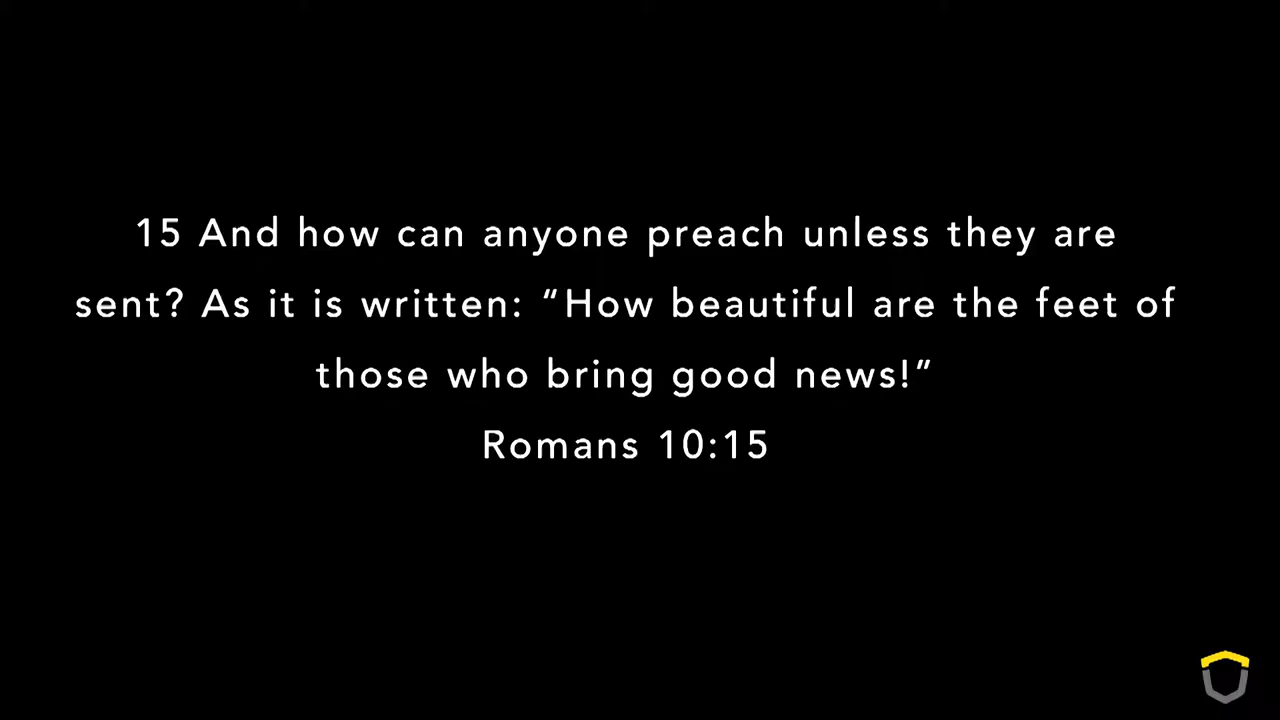 15 And how can anyone preach unless they are
sent? As it is written: “How beautiful are the feet of
those who bring good news!”
Romans 10:15